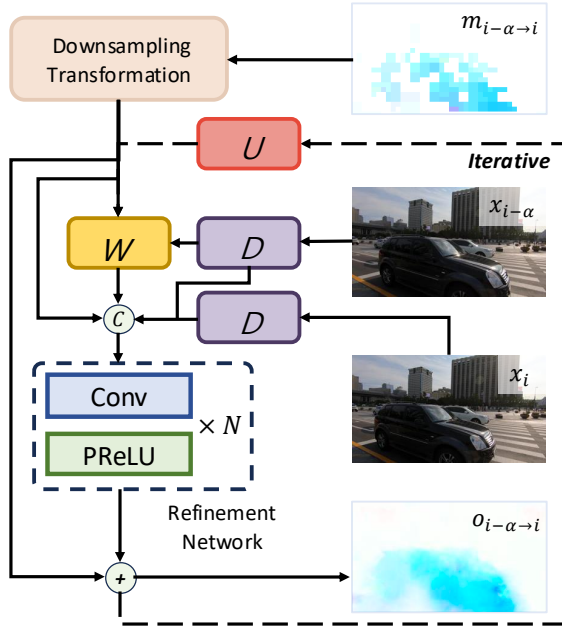 Downsampling
Transformation
m_{i−α→i}
U
Iterative
x_{i−α}
W
D
C
D
x_i
Conv
× N
PReLU
Refinement
Network
o_{i−α→i}
+